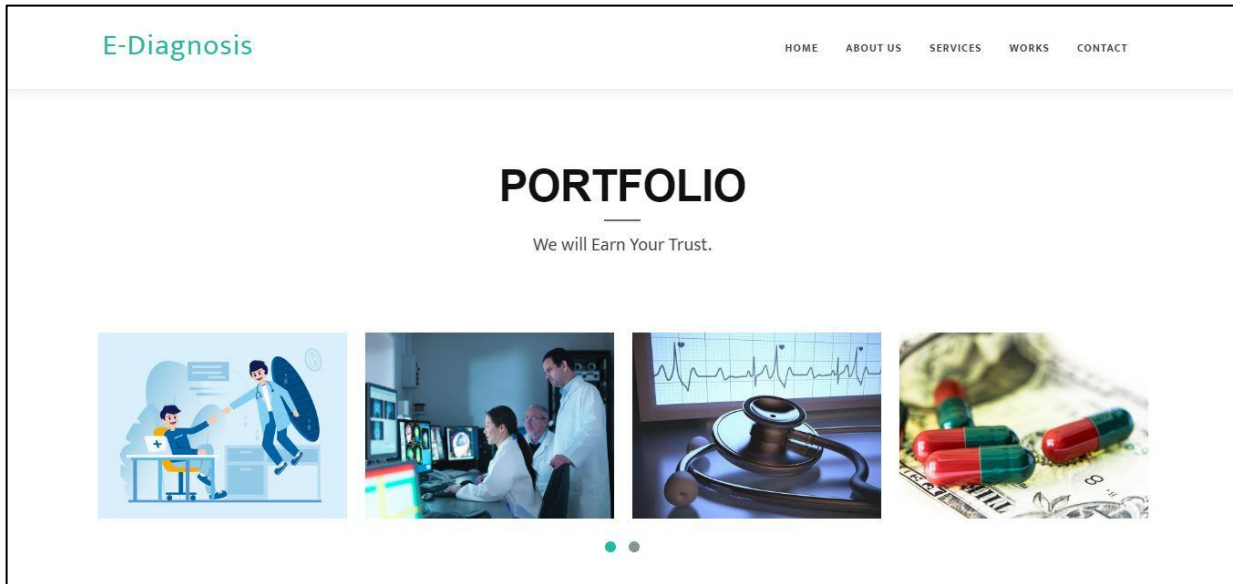 E-Diagnosis
HOME ABOUT US SERVICES WORKS CONTACT
PORTFOLIO
We will Earn Your Trust.